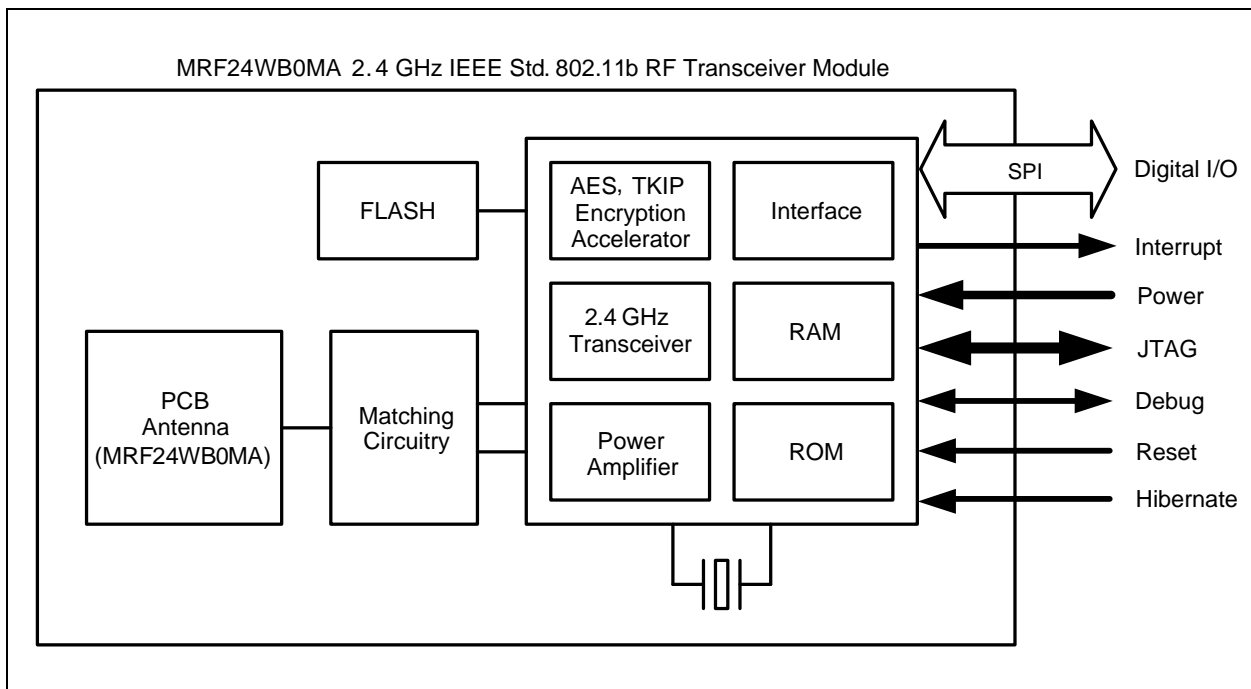 MRF24WB0MA 2.4 GHz IEEE Std. 802.11b RF Transceiver Module
FLASH
AES, TKIP
Encryption
Accelerator
Interface
SPI
Digital I/O
Interrupt
Power
2.4 GHz
Transceiver
RAM
JTAG
PCB
Antenna
(MRF24WB0MA)
Matching
Circuitry
Power
Amplifier
ROM
Debug
Reset
Hibernate